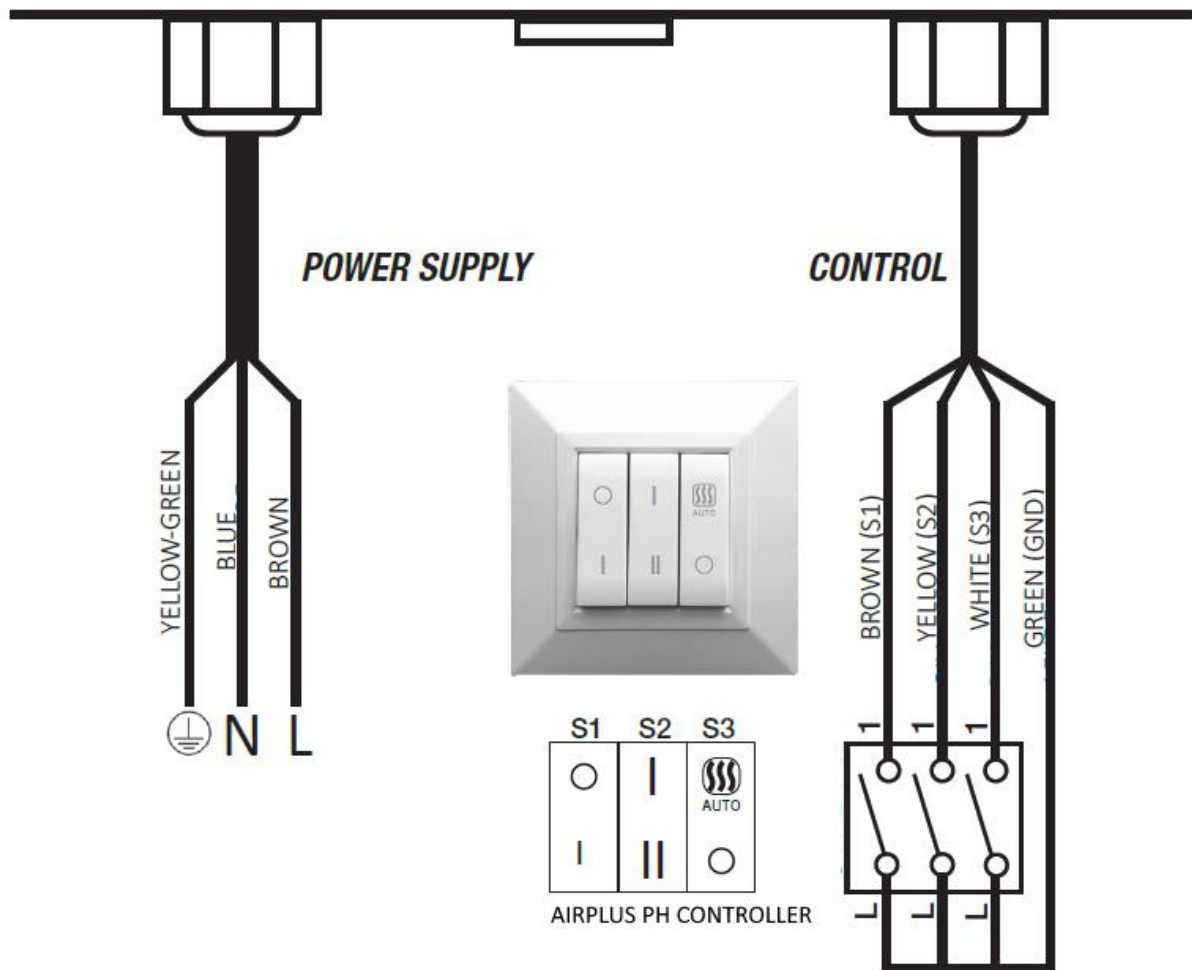 POWER SUPPLY
CONTROL
YELLOW-GREEN
BLUE
BROWN
I
AUTO
I
II
BROWN (S1)
YELLOW (S2)
WHITE (S3)
GREEN (GND)
N L
S1 S2 S3
I
AUTO
I
II
AIRPLUS PH CONTROLLER
1 1 1
L L L